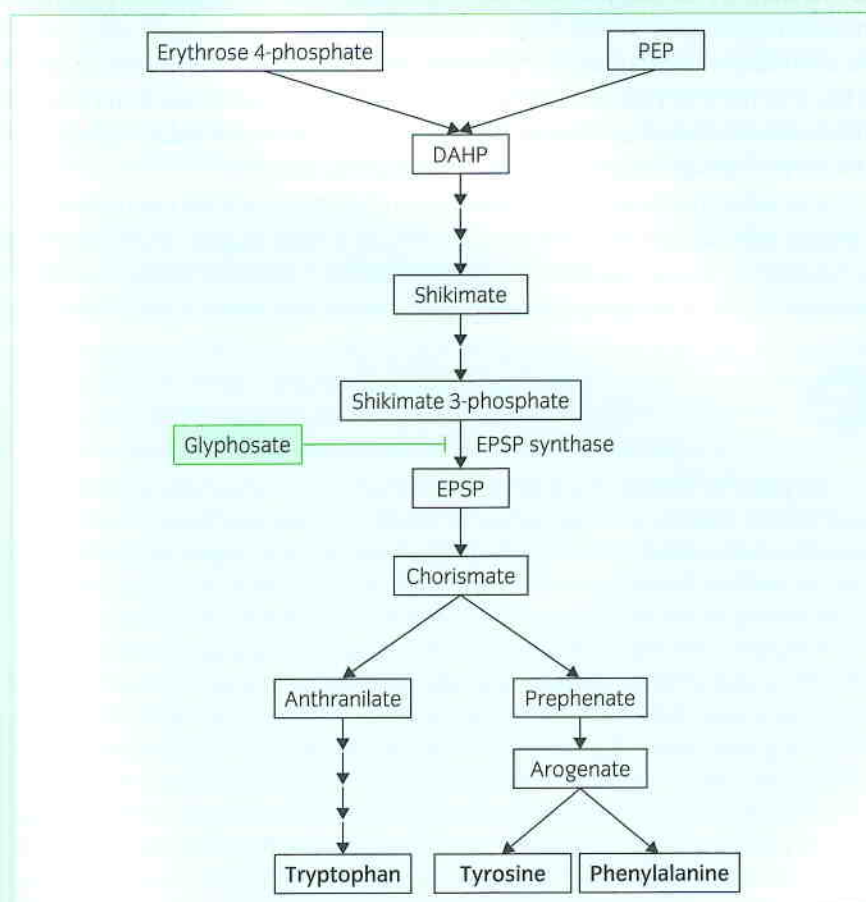 Erythrose 4-phosphate
PEP
DAHP
Shikimate
Shikimate 3-phosphate
Glyphosate
EPSP synthase
EPSP
Chorismate
Anthranilate
Prephenate
Arogenate
Tryptophan
Tyrosine
Phenylalanine